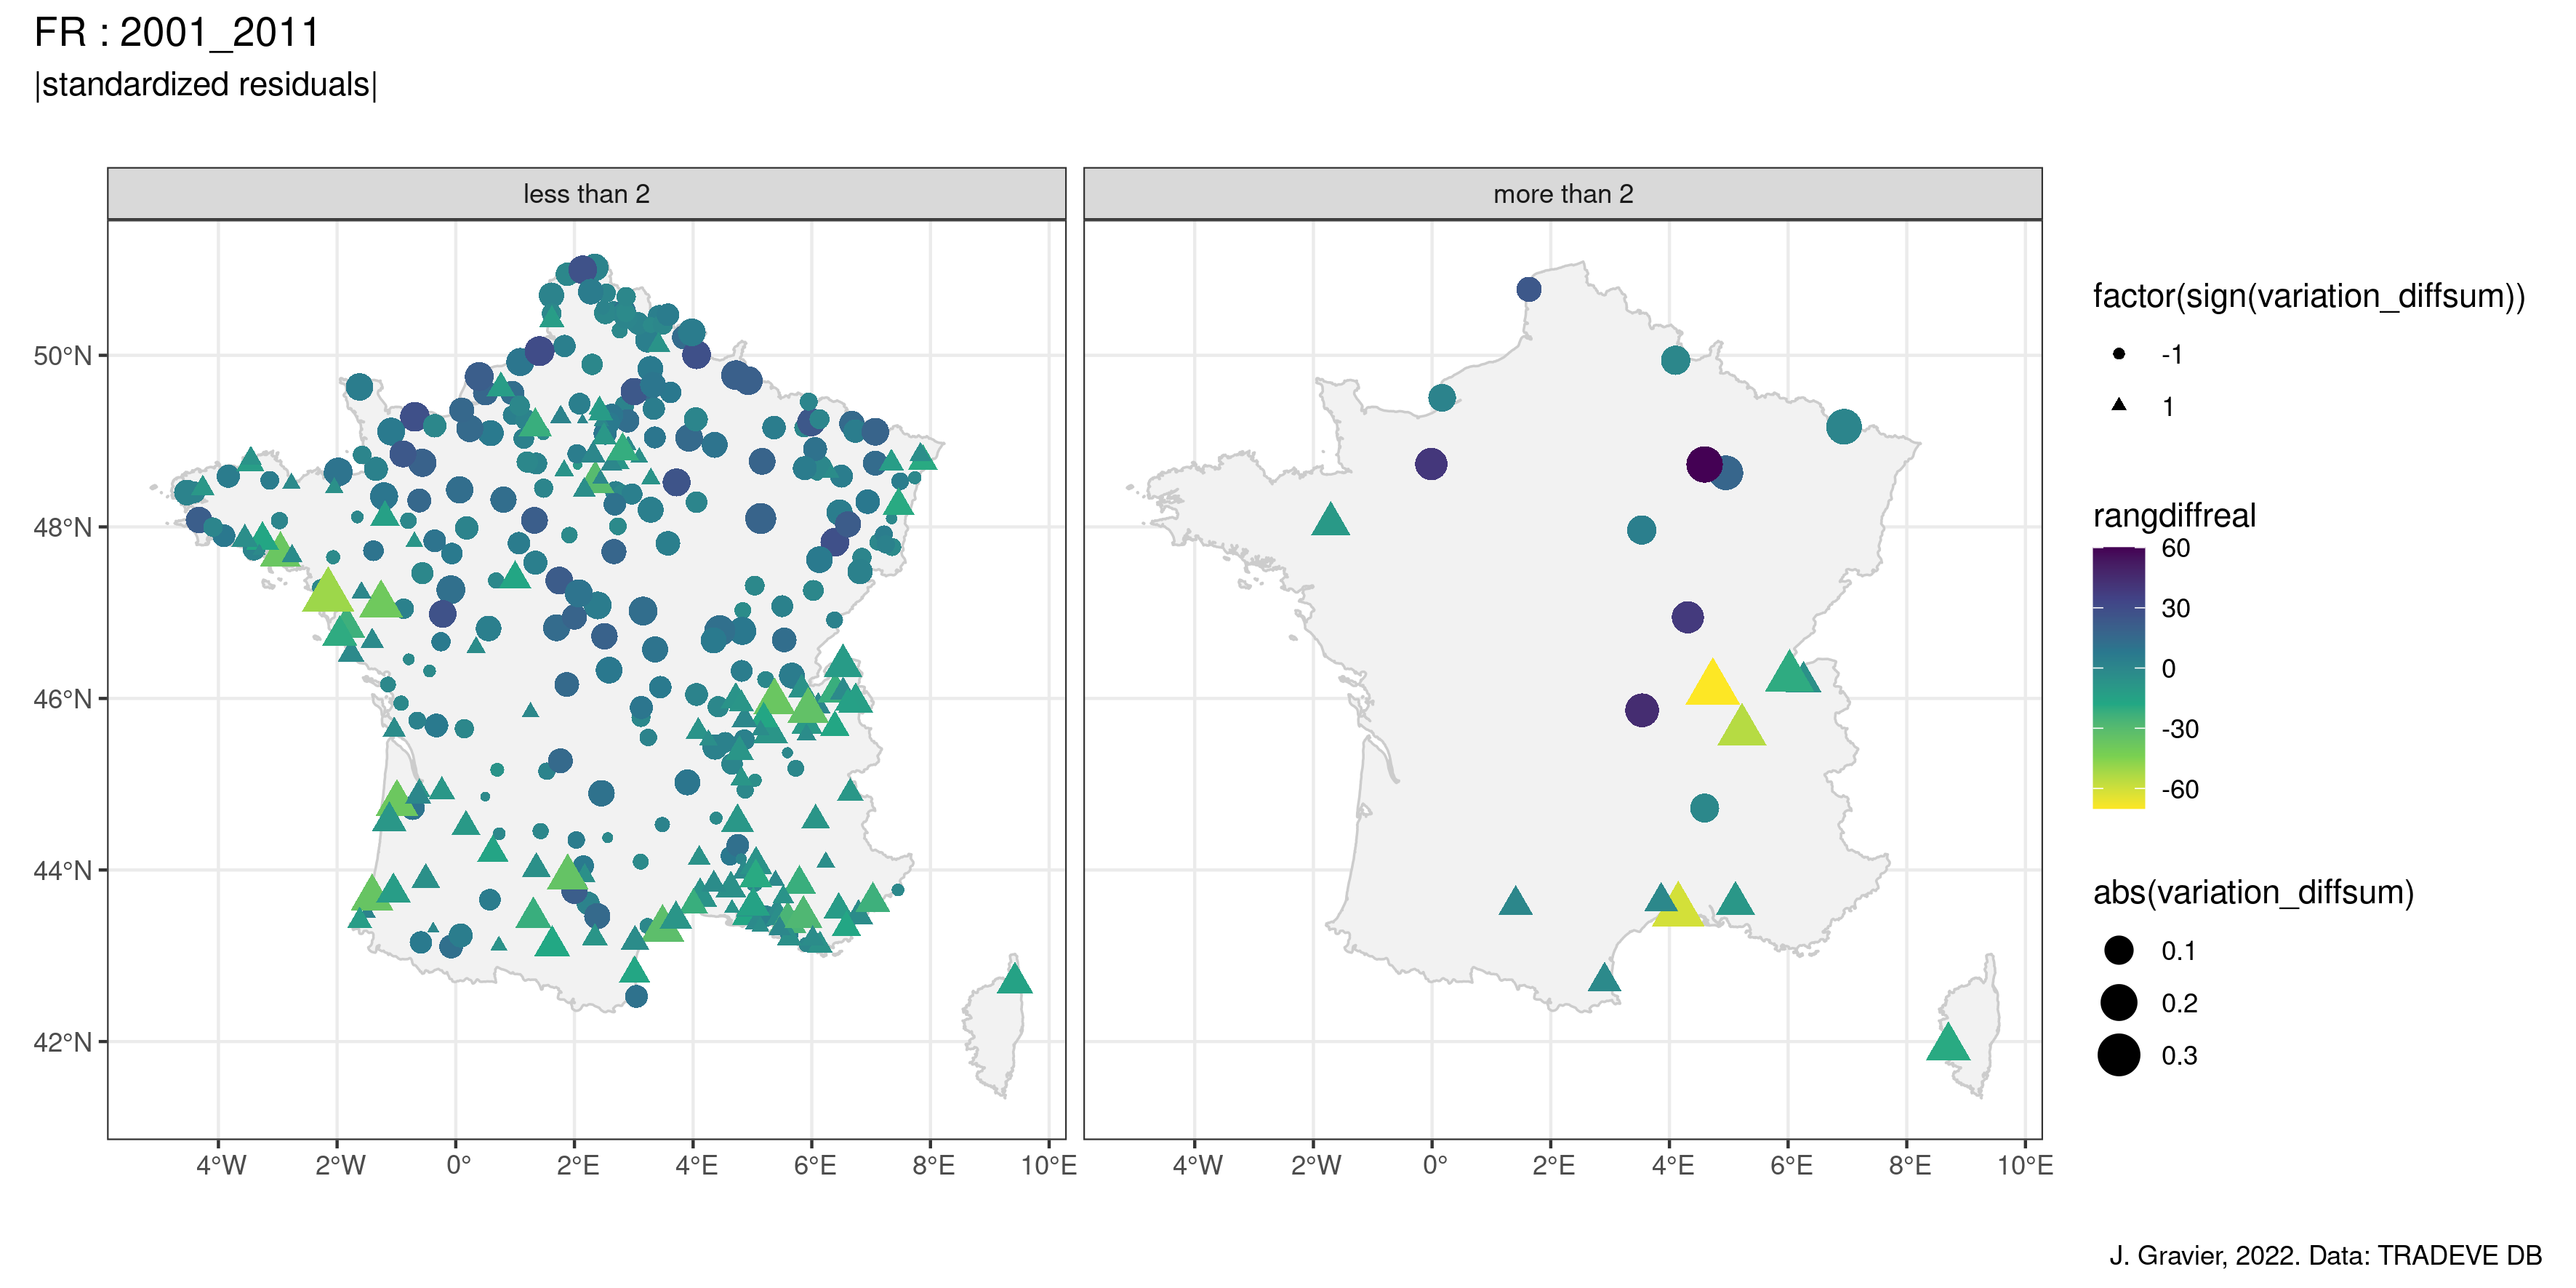 FR : 2001_2011
|standardized residuals|
less than 2
more than 2
50°N
48°N
46°N
44°N
42°N
4°W 2°W 0° 2°E 4°E 6°E 8°E 10°E
4°W 2°W 0° 2°E 4°E 6°E 8°E 10°E
factor(sign(variation_diffsum))
-1
1
rangdiffreal
60
30
0
-30
-60
abs(variation_diffsum)
0.1
0.2
0.3
J. Gravier, 2022. Data: TRADEVE DB